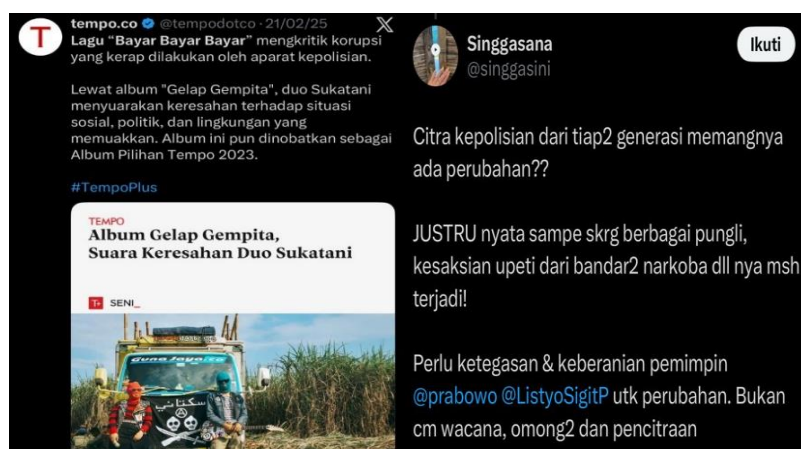 tempo.co @tempodotco · 21/02/25
Lagu “Bayar Bayar Bayar” mengkritik korupsi
yang kerap dilakukan oleh aparat kepolisian.
Lewat album "Gelap Gempita", duo Sukatani
menyuarakan keresahan terhadap situasi
sosial, politik, dan lingkungan yang
memuakkan. Album ini pun dinobatkan sebagai
Album Pilihan Tempo 2023.
#TempoPlus
TEMPO
Album Gelap Gempita,
Suara Keresahan Duo Sukatani
T+ SENI_
Guna Jaya
سكتاني
Singgasana
@singgasini
Ikuti
Citra kepolisian dari tiap2 generasi memangnya
ada perubahan??
JUSTRU nyata sampe skrg berbagai pungli,
kesaksian upeti dari bandar2 narkoba dll nya msh
terjadi!
Perlu ketegasan & keberanian pemimpin
@prabowo @ListyoSigitP utk perubahan. Bukan
cm wacana, omong2 dan pencitraan